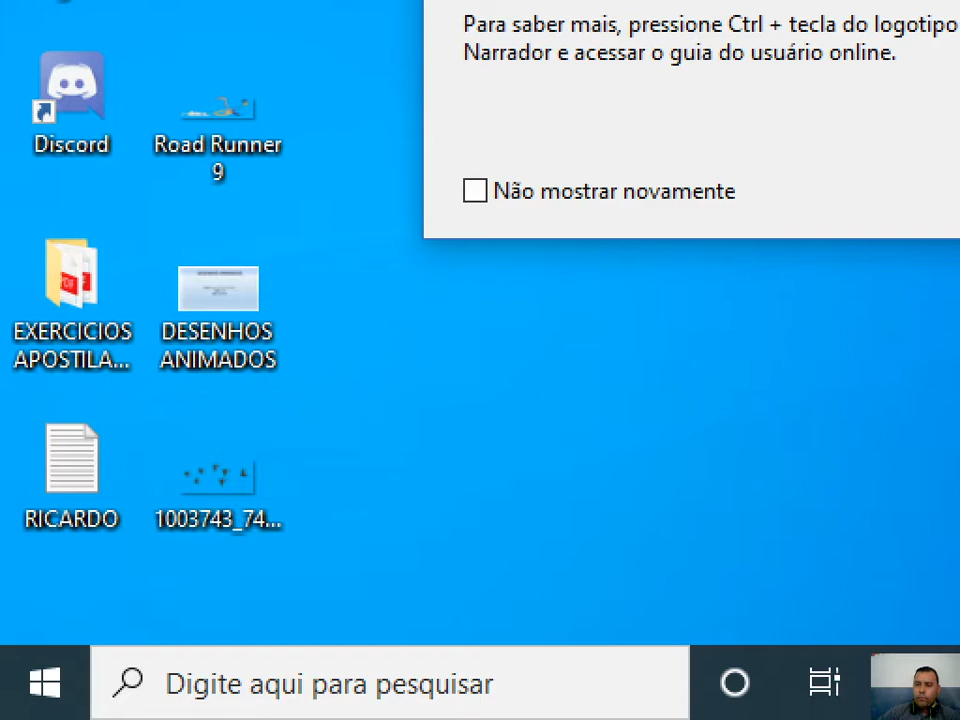 Para saber mais, pressione Ctrl + tecla do logotipo
Narrador e acessar o guia do usuário online.
Não mostrar novamente
Discord
Road Runner
9
EXERCICIOS
APOSTILA...
DESENHOS
ANIMADOS
RICARDO
1003743_74...
Digite aqui para pesquisar